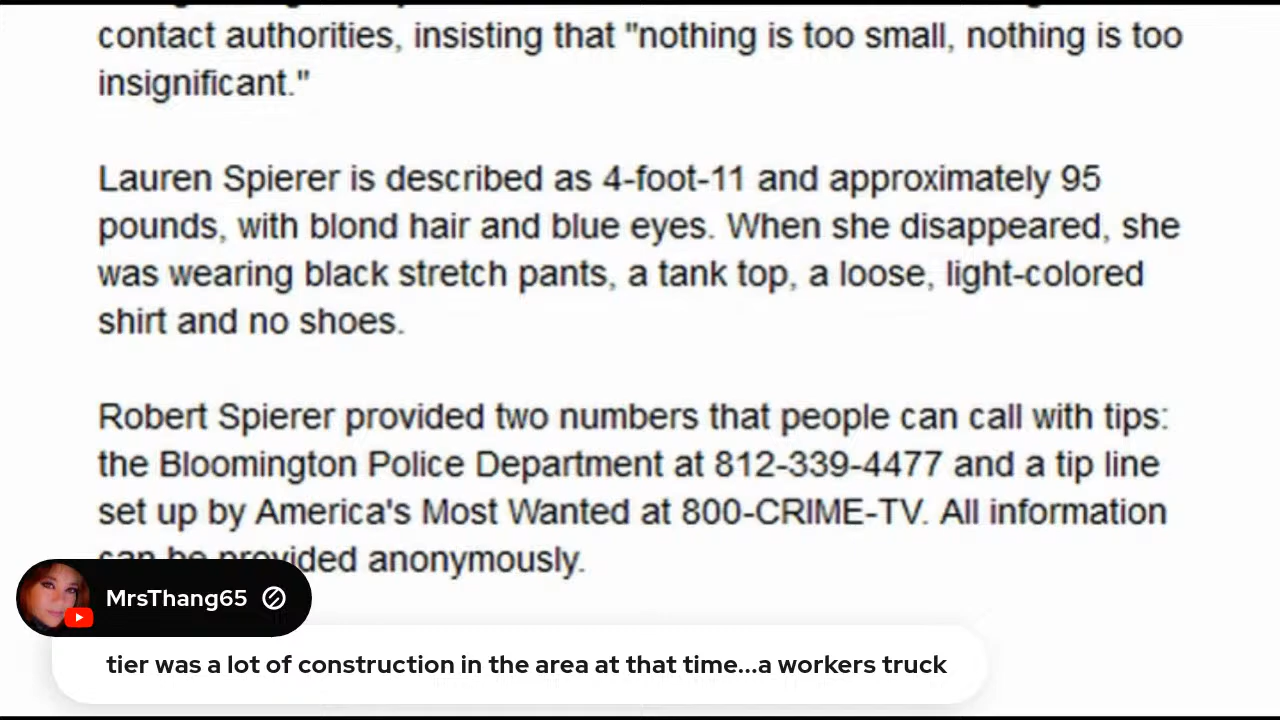 contact authorities, insisting that "nothing is too small, nothing is too
insignificant."
Lauren Spierer is described as 4-foot-11 and approximately 95
pounds, with blond hair and blue eyes. When she disappeared, she
was wearing black stretch pants, a tank top, a loose, light-colored
shirt and no shoes.
Robert Spierer provided two numbers that people can call with tips:
the Bloomington Police Department at 812-339-4477 and a tip line
set up by America's Most Wanted at 800-CRIME-TV. All information
can be provided anonymously.
MrsThang65
tier was a lot of construction in the area at that time...a workers truck